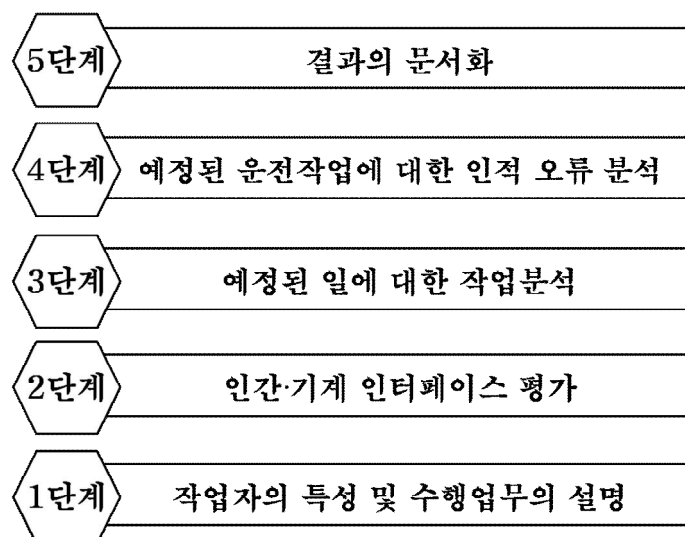 5단계 결과의 문서화
4단계 예정된 운전작업에 대한 인적 오류 분석
3단계 예정된 일에 대한 작업분석
2단계 인간·기계 인터페이스 평가
1단계 작업자의 특성 및 수행업무의 설명